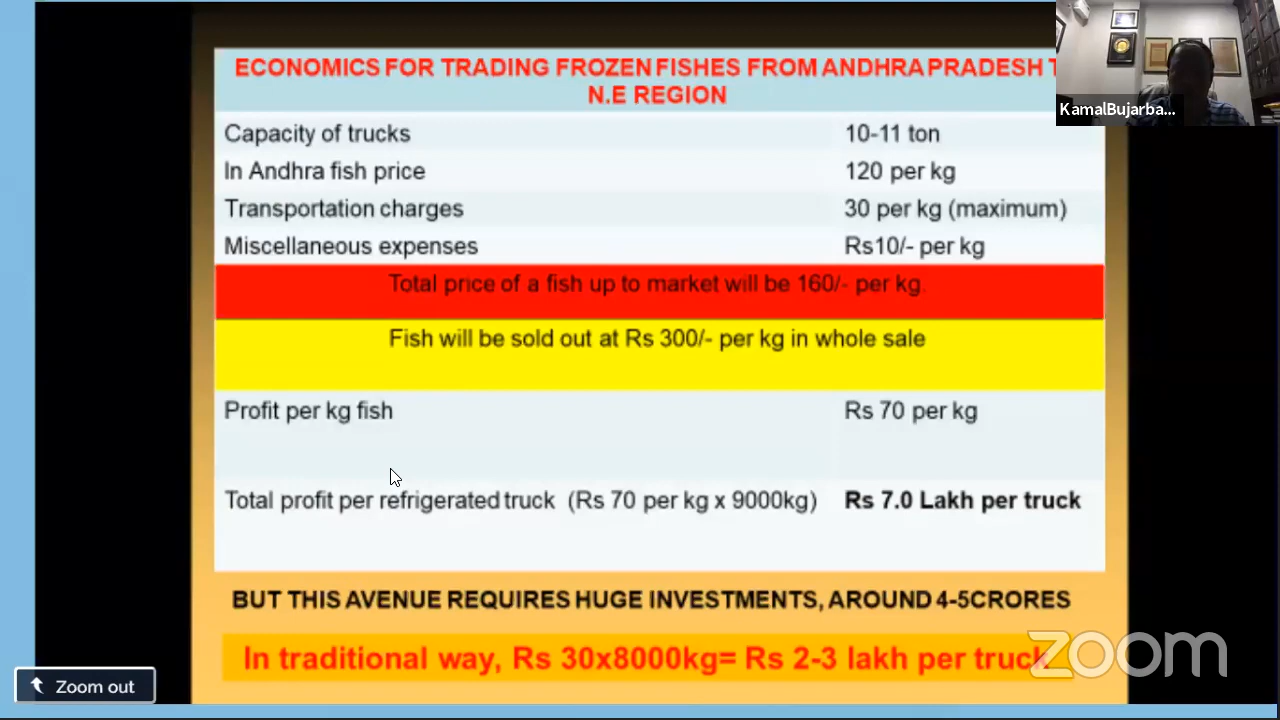 ECONOMICS FOR TRADING FROZEN FISHES FROM ANDHRA PRADESH
N.E REGION
Capacity of trucks 10-11 ton
In Andhra fish price 120 per kg
Transportation charges 30 per kg (maximum)
Miscellaneous expenses Rs10/- per kg
Total price of a fish up to market will be 160/- per kg.
Fish will be sold out at Rs 300/- per kg in whole sale
Profit per kg fish Rs 70 per kg
Total profit per refrigerated truck (Rs 70 per kg x 9000kg) Rs 7.0 Lakh per truck
BUT THIS AVENUE REQUIRES HUGE INVESTMENTS, AROUND 4-5CRORES
In traditional way, Rs 30x8000kg= Rs 2-3 lakh per truck
KamalBujarba...
zoom
Zoom out